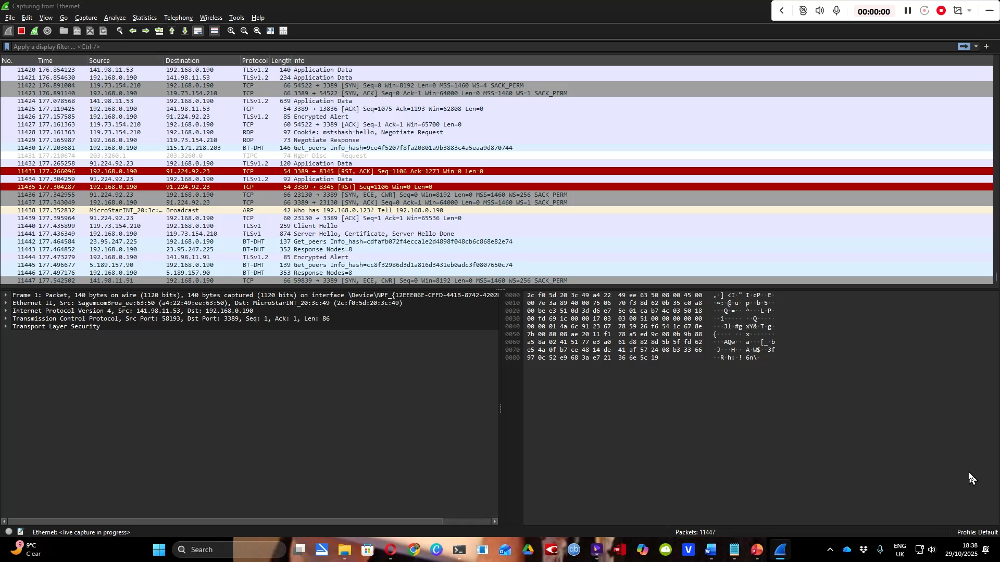 Capturing from Ethernet
00:00:00
File Edit View Go Capture Analyze Statistics Telephony Wireless Tools Help
Apply a display filter ... <Ctrl-/>
No. Time Source Destination Protocol Length Info
11420 176.854123 141.98.11.53 192.168.0.190 TLSv1.2 140 Application Data
11421 176.854630 192.168.0.190 141.98.11.53 TLSv1.2 234 Application Data
11422 176.891004 119.73.154.210 192.168.0.190 TCP 66 54522 → 3389 [SYN] Seq=0 Win=8192 Len=0 MSS=1460 WS=4 SACK_PERM
11423 176.891140 192.168.0.190 119.73.154.210 TCP 66 3389 → 54522 [SYN, ACK] Seq=0 Ack=1 Win=64000 Len=0 MSS=1460 WS=1 SACK_PERM
11424 177.078568 141.98.11.53 192.168.0.190 TLSv1.2 639 Application Data
11425 177.119425 192.168.0.190 141.98.11.53 TCP 54 3389 → 13836 [ACK] Seq=1075 Ack=1193 Win=62808 Len=0
11426 177.157585 192.168.0.190 91.224.92.23 TLSv1.2 85 Encrypted Alert
11427 177.161363 119.73.154.210 192.168.0.190 TCP 60 54522 → 3389 [ACK] Seq=1 Ack=1 Win=65700 Len=0
11428 177.161363 119.73.154.210 192.168.0.190 RDP 97 Cookie: mstshash=hello, Negotiate Request
11429 177.165987 192.168.0.190 119.73.154.210 RDP 73 Negotiate Response
11430 177.203681 192.168.0.190 115.171.218.203 BT-DHT 146 Get_peers Info_hash=9ce4f5207f8fa20801a9b3883c4a5eaa9d870744
11431 177.210674 203.3260.1 203.3260.0 TIPC 74 Ngbr Disc Request
11432 177.265258 91.224.92.23 192.168.0.190 TLSv1.2 120 Application Data
11433 177.266096 192.168.0.190 91.224.92.23 TCP 54 3389 → 8345 [RST, ACK] Seq=1106 Ack=1273 Win=0 Len=0
11434 177.304259 91.224.92.23 192.168.0.190 TLSv1.2 92 Application Data
11435 177.304287 192.168.0.190 91.224.92.23 TCP 54 3389 → 8345 [RST] Seq=1106 Win=0 Len=0
11436 177.342955 91.224.92.23 192.168.0.190 TCP 66 23130 → 3389 [SYN, ECE, CWR] Seq=0 Win=8192 Len=0 MSS=1460 WS=256 SACK_PERM
11437 177.343049 192.168.0.190 91.224.92.23 TCP 66 3389 → 23130 [SYN, ACK] Seq=0 Ack=1 Win=64000 Len=0 MSS=1460 WS=1 SACK_PERM
11438 177.352832 MicroStarINT_20:3c:... Broadcast ARP 42 Who has 192.168.0.123? Tell 192.168.0.190
11439 177.395964 91.224.92.23 192.168.0.190 TCP 60 23130 → 3389 [ACK] Seq=1 Ack=1 Win=65536 Len=0
11440 177.435899 119.73.154.210 192.168.0.190 TLSv1 259 Client Hello
11441 177.436349 192.168.0.190 119.73.154.210 TLSv1 874 Server Hello, Certificate, Server Hello Done
11442 177.464584 23.95.247.225 192.168.0.190 BT-DHT 137 Get_peers Info_hash=cdfafb072f4ecca1e2d4898f048cb6c868e82e74
11443 177.464852 192.168.0.190 23.95.247.225 BT-DHT 352 Response Nodes=8
11444 177.473279 192.168.0.190 141.98.11.91 TLSv1.2 85 Encrypted Alert
11445 177.496677 5.189.157.90 192.168.0.190 BT-DHT 139 Get_peers Info_hash=cc8f32986d3d1a816d3431eb0adc3f0807650c74
11446 177.497176 192.168.0.190 5.189.157.90 BT-DHT 353 Response Nodes=8
11447 177.542502 141.98.11.91 192.168.0.190 TCP 66 59839 → 3389 [SYN, ECE, CWR] Seq=0 Win=8192 Len=0 MSS=1460 WS=256 SACK_PERM
Frame 1: Packet, 140 bytes on wire (1120 bits), 140 bytes captured (1120 bits) on interface \Device\NPF_{12EEE06E-CFFD-441B-8742-4202
Ethernet II, Src: SagemcomBroa_ee:63:50 (a4:22:49:ee:63:50), Dst: MicroStarINT_20:3c:49 (2c:f0:5d:20:3c:49)
Internet Protocol Version 4, Src: 141.98.11.53, Dst: 192.168.0.190
Transmission Control Protocol, Src Port: 58193, Dst Port: 3389, Seq: 1, Ack: 1, Len: 86
Transport Layer Security
0000 2c f0 5d 20 3c 49 a4 22 49 ee 63 50 08 00 45 00 , ] <I " I cP · E ·
0010 00 7e 3a 89 40 00 75 06 70 f3 8d 62 0b 35 c0 a8 · ~: @ u · p · b · 5
0020 00 be e3 51 0d 3d d6 e7 5e 01 ca b7 4c 03 50 18 · · · Q · = ^ · · L · P ·
0030 00 fd 69 1c 00 00 17 03 03 00 51 00 00 00 00 00 · · i · · · · · · · Q · · · · ·
0040 00 00 01 4a 6c 91 23 67 78 59 26 f6 54 1c 67 8e · · · Jl #g xY& T · g
0050 7b 00 80 08 ae 20 11 f1 78 a5 ed 9c 08 0b 9b 88 { · · · · x · · ·
0060 a5 8a 02 41 51 77 e3 a0 61 d8 82 8d 5b 5f fd 62 · AQw a [_ b
0070 e5 4a 0f b7 ce 48 14 de 41 af 57 24 08 b3 33 66 J · H · A W$ · 3f
0080 97 0c 52 e9 68 3a e7 21 36 6e 5c 19 · R h: ! 6n\ ·
Ethernet: <live capture in progress>
Packets: 11447
Profile: Default
9
9°C
Clear
Search
ENG
UK
18:38
29/10/2025